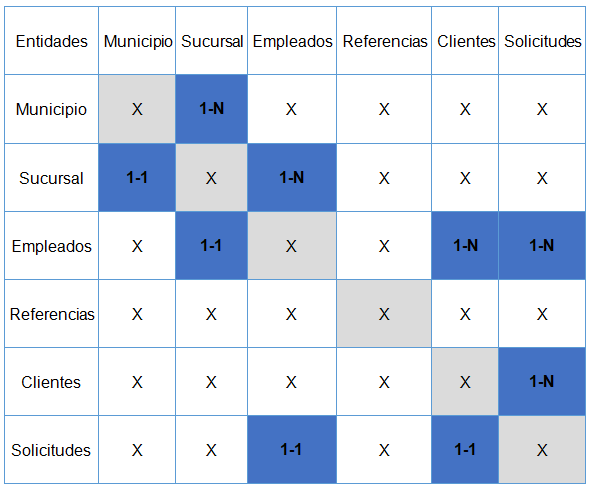 Entidades Municipio Sucursal Empleados Referencias Clientes Solicitudes
Municipio X 1-N X X X X
Sucursal 1-1 X 1-N X X X
Empleados X 1-1 X X 1-N 1-N
Referencias X X X X X X
Clientes X X X X X 1-N
Solicitudes X X 1-1 X 1-1 X